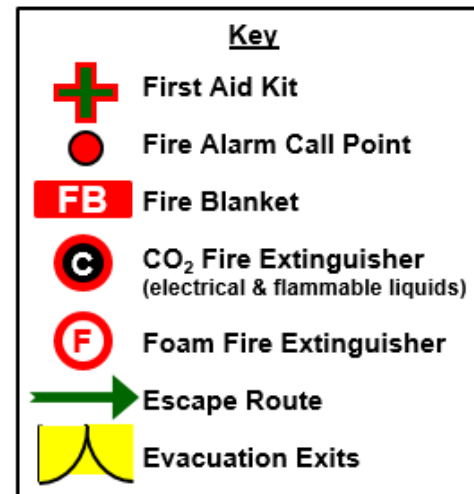 Key
First Aid Kit
Fire Alarm Call Point
FB Fire Blanket
C CO₂ Fire Extinguisher
(electrical & flammable liquids)
F Foam Fire Extinguisher
Escape Route
Evacuation Exits